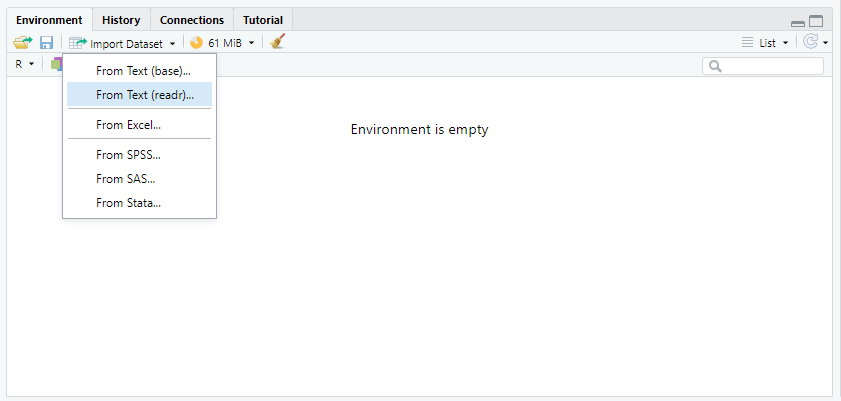 Environment History Connections Tutorial
Import Dataset 61 MiB List
R
From Text (base)...
From Text (readr)...
From Excel...
Environment is empty
From SPSS...
From SAS...
From Stata...